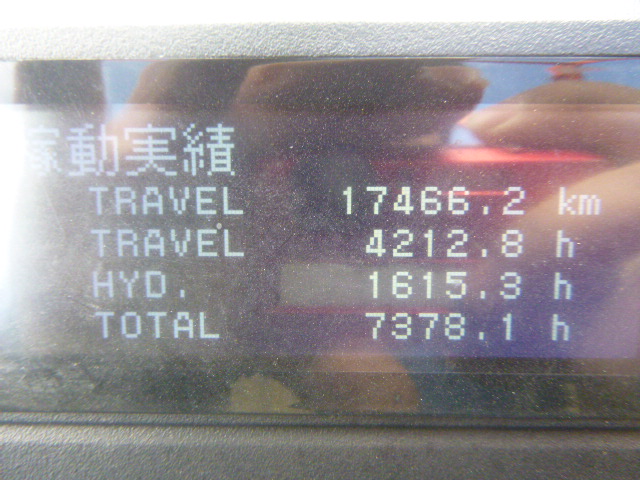 稼動実績
TRAVEL 17466.2 km
TRAVEL 4212.8 h
HYD. 1615.3 h
TOTAL 7378.1 h